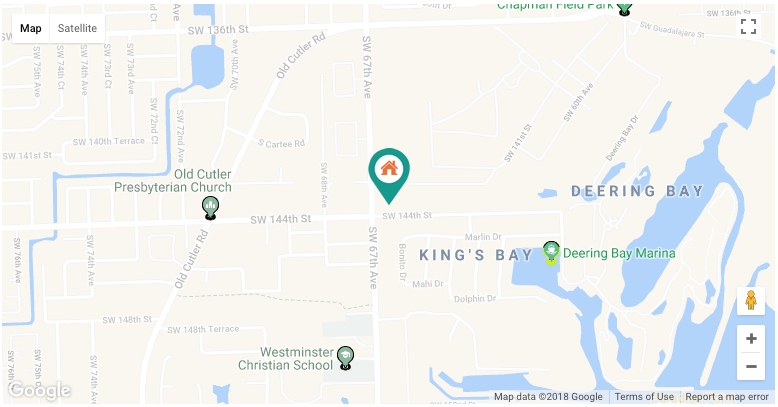 Chapman Field Park
Map
Satellite
SW 136th St
SW 136th St
SW Guadalajara St
SW 75th Ave
SW 74th Ct
SW 73rd Ave
SW 73rd Ct
SW 72nd Ct
SW 72nd Ave
SW 70th Ave
Old Cutler Rd
SW 67th Ave
SW 60th Ave
SW 140th Terrace
SW 141st St
S Cartee Rd
SW 68th Ave
SW 141st St
Deering Bay Dr
Old Cutler
Presbyterian Church
DEERING BAY
SW 144th St
SW 144th St
Old Cutler Rd
SW 67th Ave
Marlin Dr
KING'S BAY
Deering Bay Marina
Bonito Dr
Mahi Dr
Dolphin Dr
SW 74th Ave
SW 148th St
SW 148th Terrace
Westminster
Christian School
SW 76th Ave
SW 75th
SW 74th Ave
SW 152nd St
Google
Map data ©2018 Google
Terms of Use
Report a map error